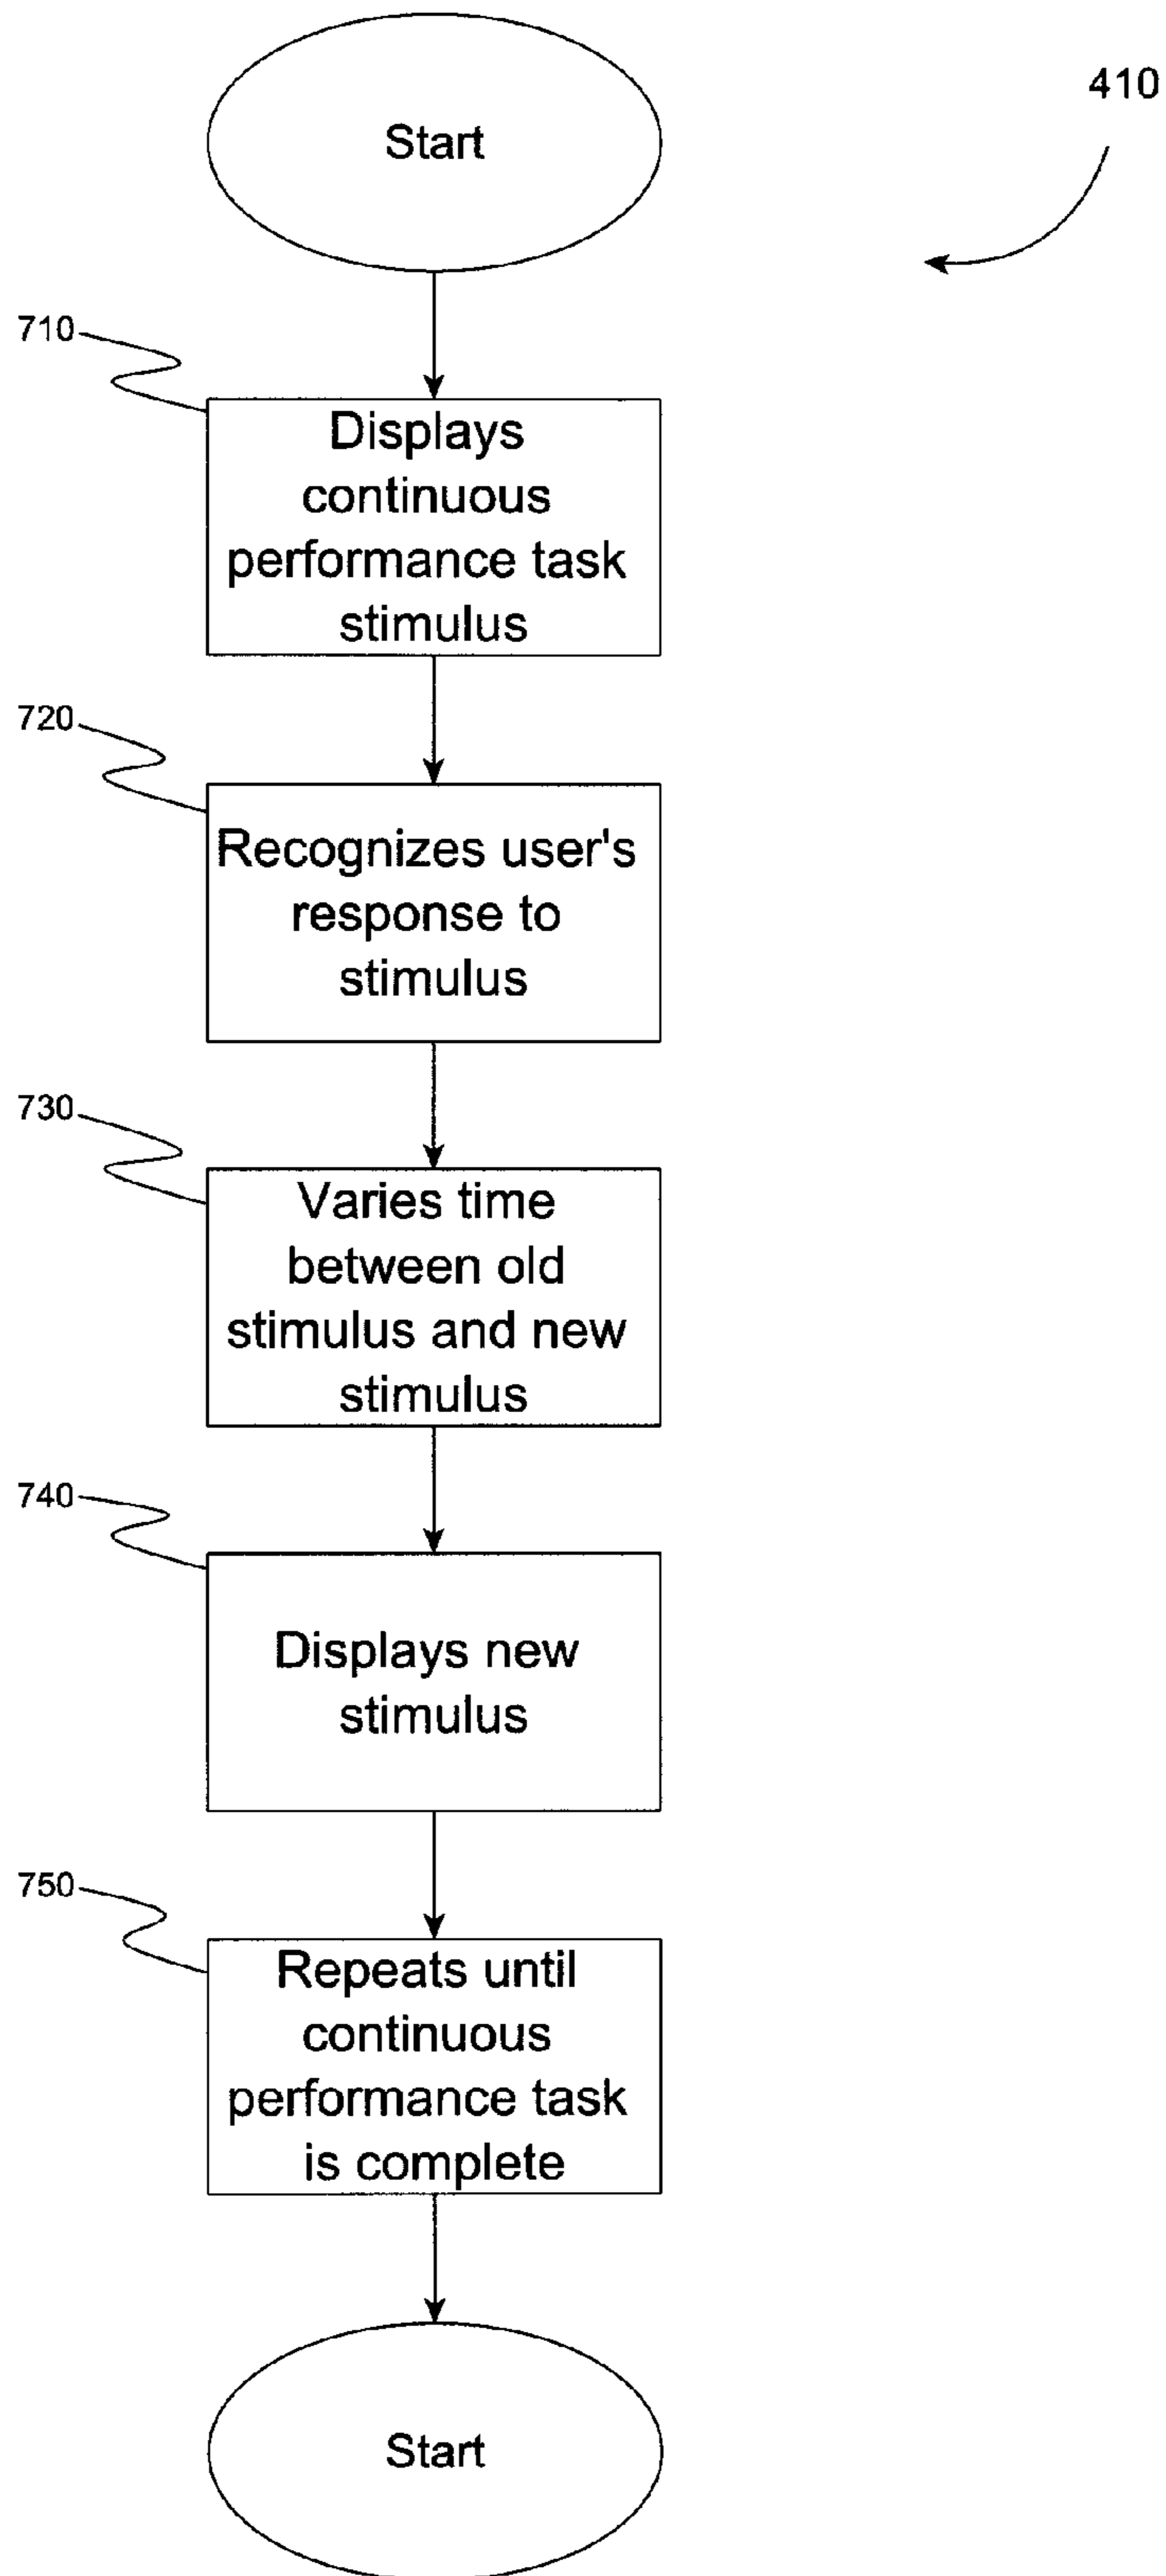 Start
410
710
Displays
continuous
performance task
stimulus
720
Recognizes user's
response to
stimulus
730
Varies time
between old
stimulus and new
stimulus
740
Displays new
stimulus
750
Repeats until
continuous
performance task
is complete
Start